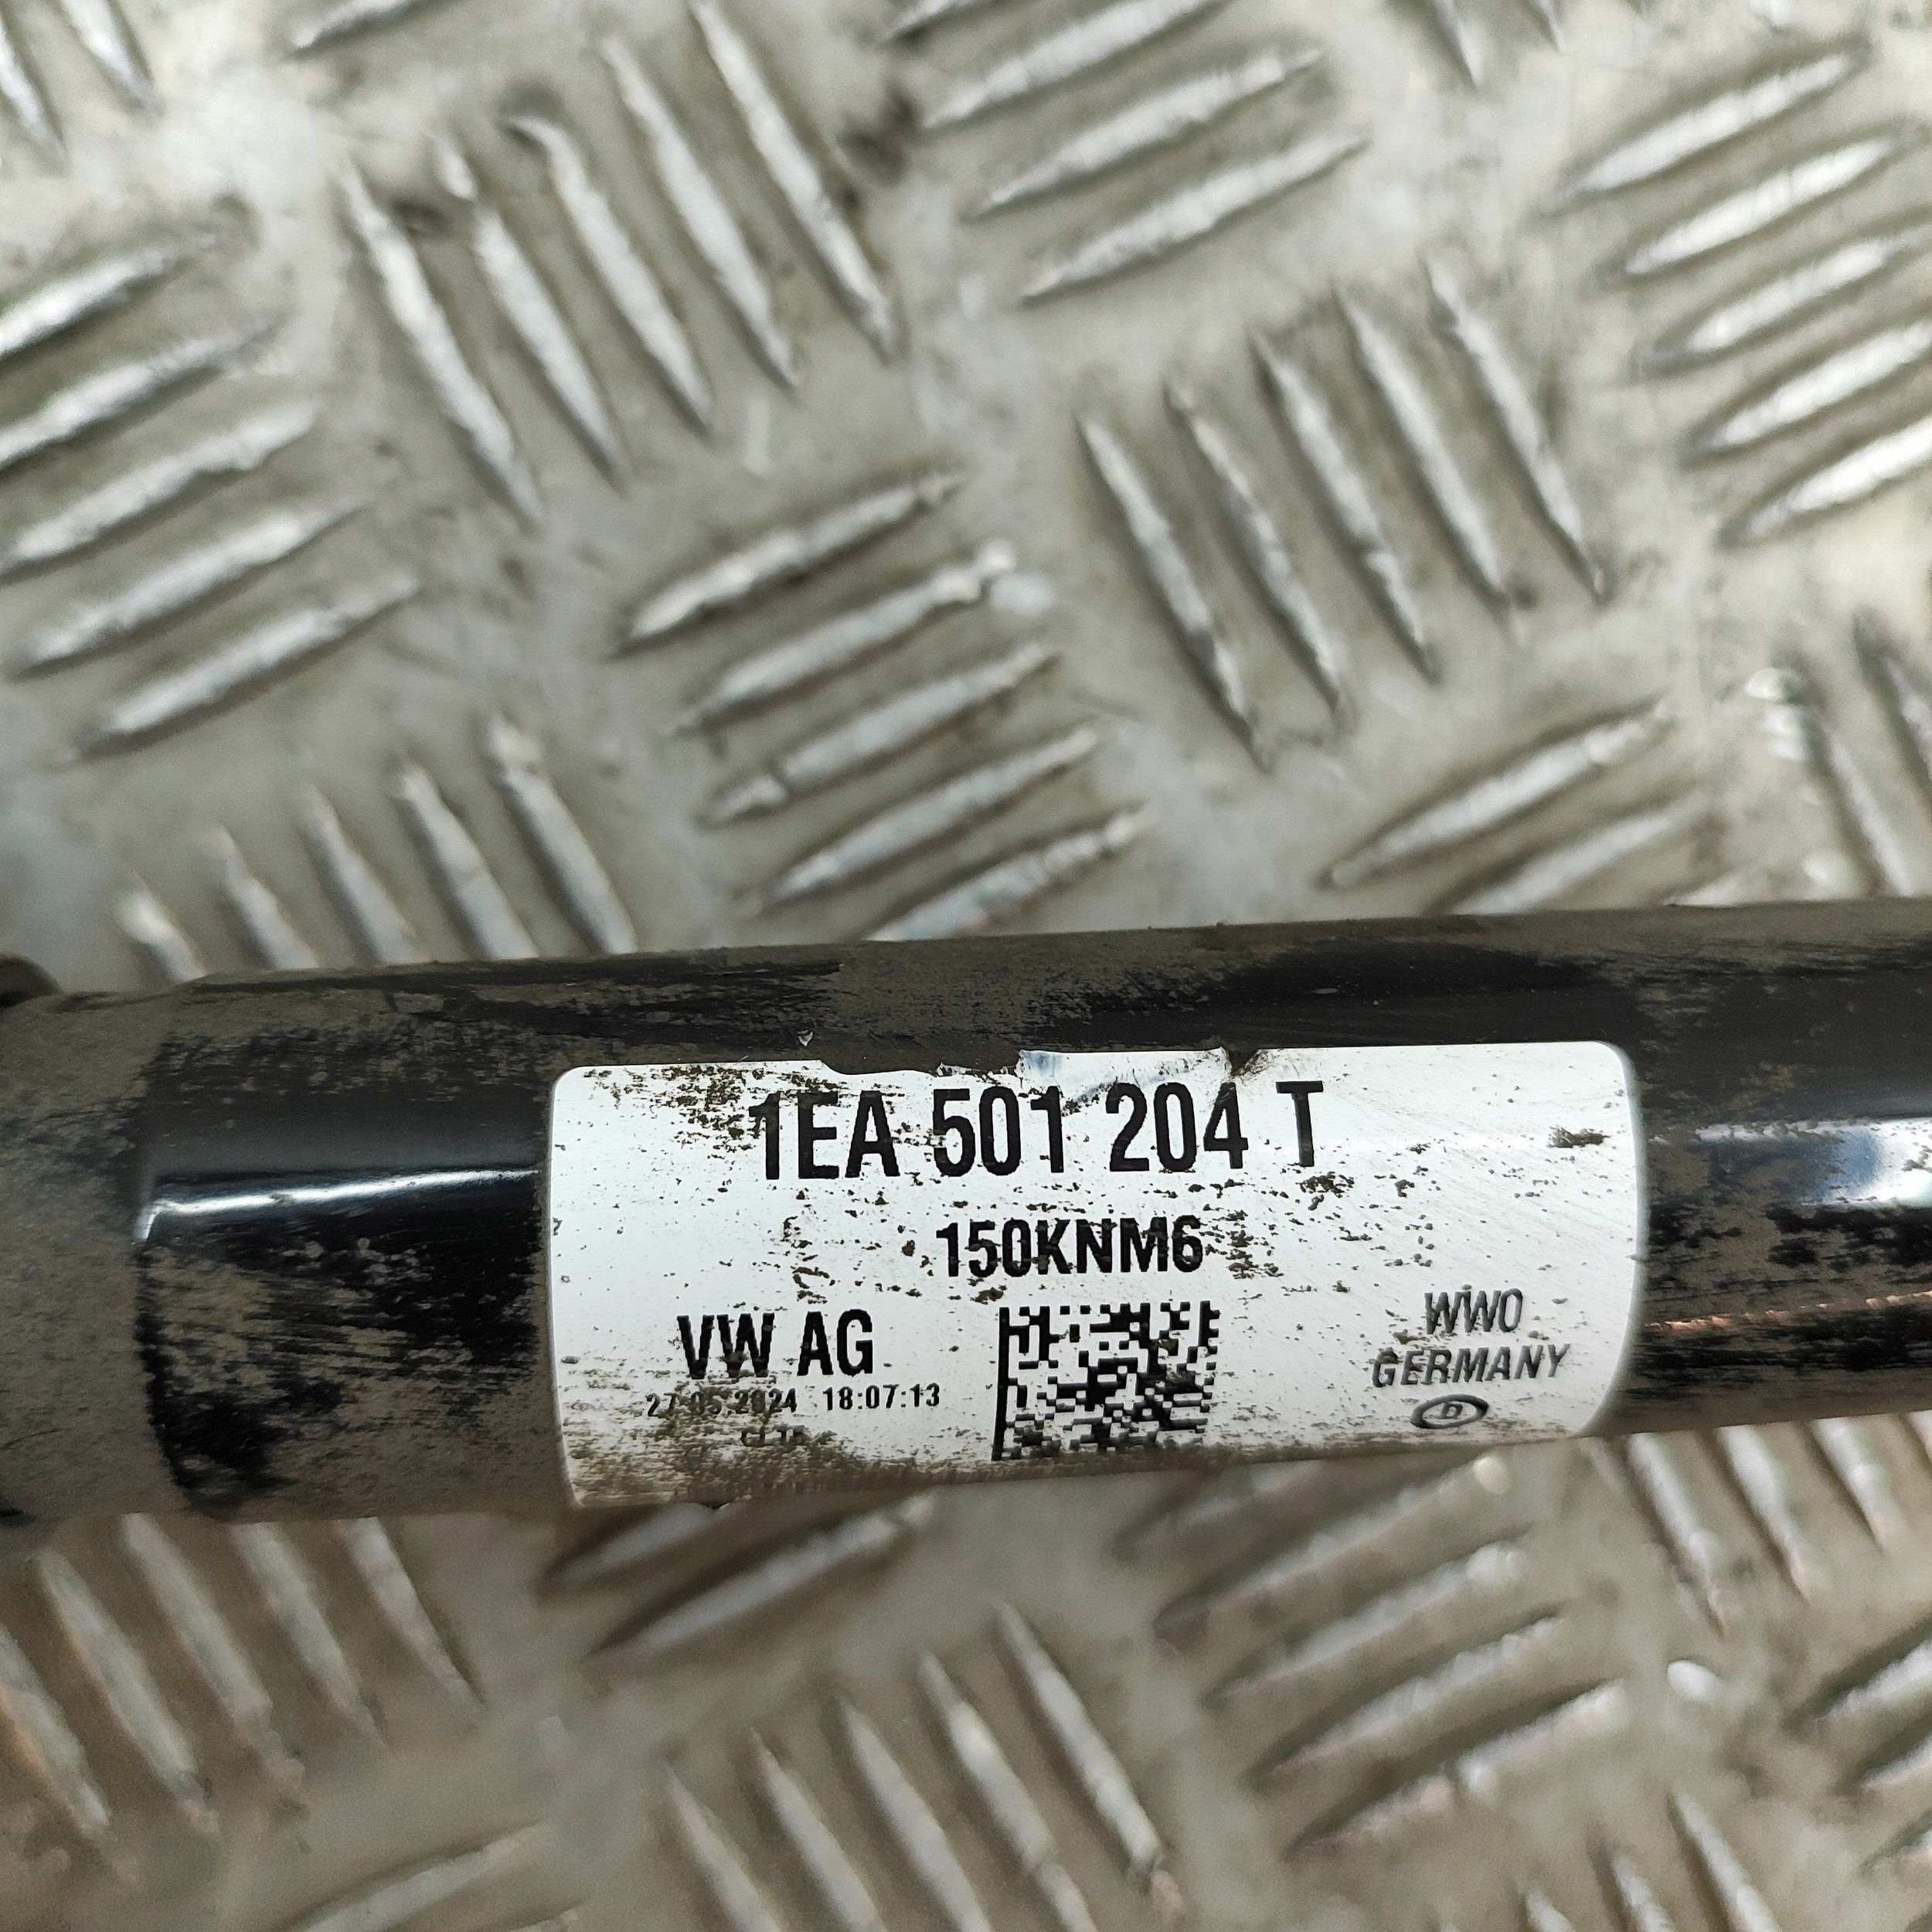 1EA 501 204 T
150KNM6
VW AG
27.05.2024 18:07:13
WWO
GERMANY
D